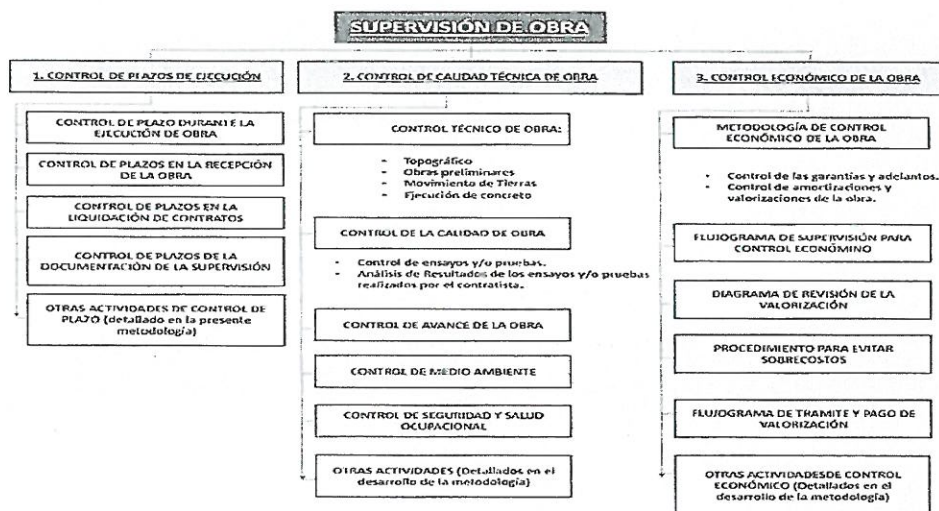 SUPERVISIÓN DE OBRA
1. CONTROL DE PLAZOS DE EJECUCIÓN
CONTROL DE PLAZO DURANTE LA
EJECUCIÓN DE OBRA
CONTROL DE PLAZOS EN LA RECEPCIÓN
DE LA OBRA
CONTROL DE PLAZOS EN LA
LIQUIDACIÓN DE CONTRATOS
CONTROL DE PLAZOS DE LA
DOCUMENTACIÓN DE LA SUPERVISIÓN
OTRAS ACTIVIDADES DE CONTROL DE
PLAZO (detallado en la presente
metodología)
2. CONTROL DE CALIDAD TÉCNICA DE OBRA
CONTROL TÉCNICO DE OBRA:
- Topográfico
- Obras preliminares
- Movimiento de Tierras
- Ejecución de concreto
CONTROL DE LA CALIDAD DE OBRA
- Control de ensayos y/o pruebas.
- Análisis de Resultados de los ensayos y/o pruebas
realizados por el contratista.
CONTROL DE AVANCE DE LA OBRA
CONTROL DE MEDIO AMBIENTE
CONTROL DE SEGURIDAD Y SALUD
OCUPACIONAL
OTRAS ACTIVIDADES (Detallados en el
desarrollo de la metodología)
3. CONTROL ECONÓMICO DE LA OBRA
METODOLOGÍA DE CONTROL
ECONÓMICO DE LA OBRA
- Control de las garantías y adelantos.
- Control de amortizaciones y
valorizaciones de la obra.
FLUJOGRAMA DE SUPERVISIÓN PARA
CONTROL ECONÓMINO
DIAGRAMA DE REVISIÓN DE LA
VALORIZACIÓN
PROCEDIMIENTO PARA EVITAR
SOBRECOSTOS
FLUJOGRAMA DE TRAMITE Y PAGO DE
VALORIZACIÓN
OTRAS ACTIVIDADESDE CONTROL
ECONÓMICO (Detallados en el
desarrollo de la metodología)